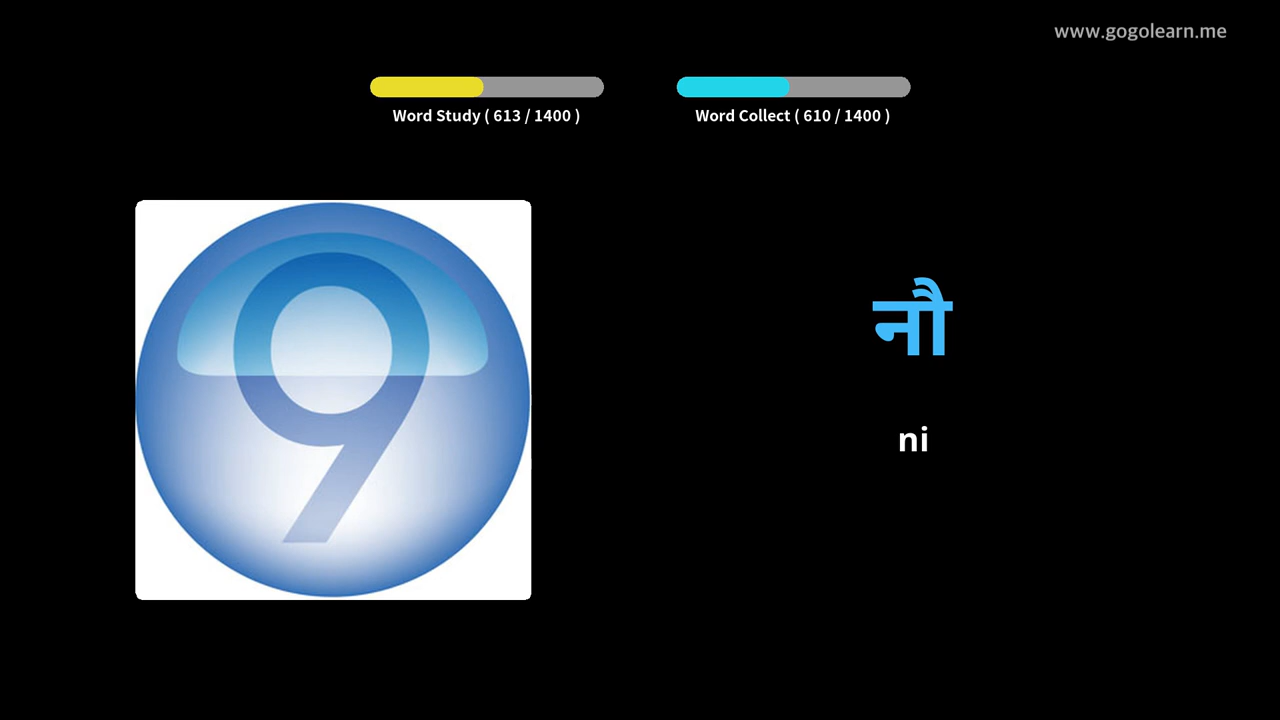 www.gogolearn.me
Word Study ( 613 / 1400 )
Word Collect ( 610 / 1400 )
9
नौ
ni